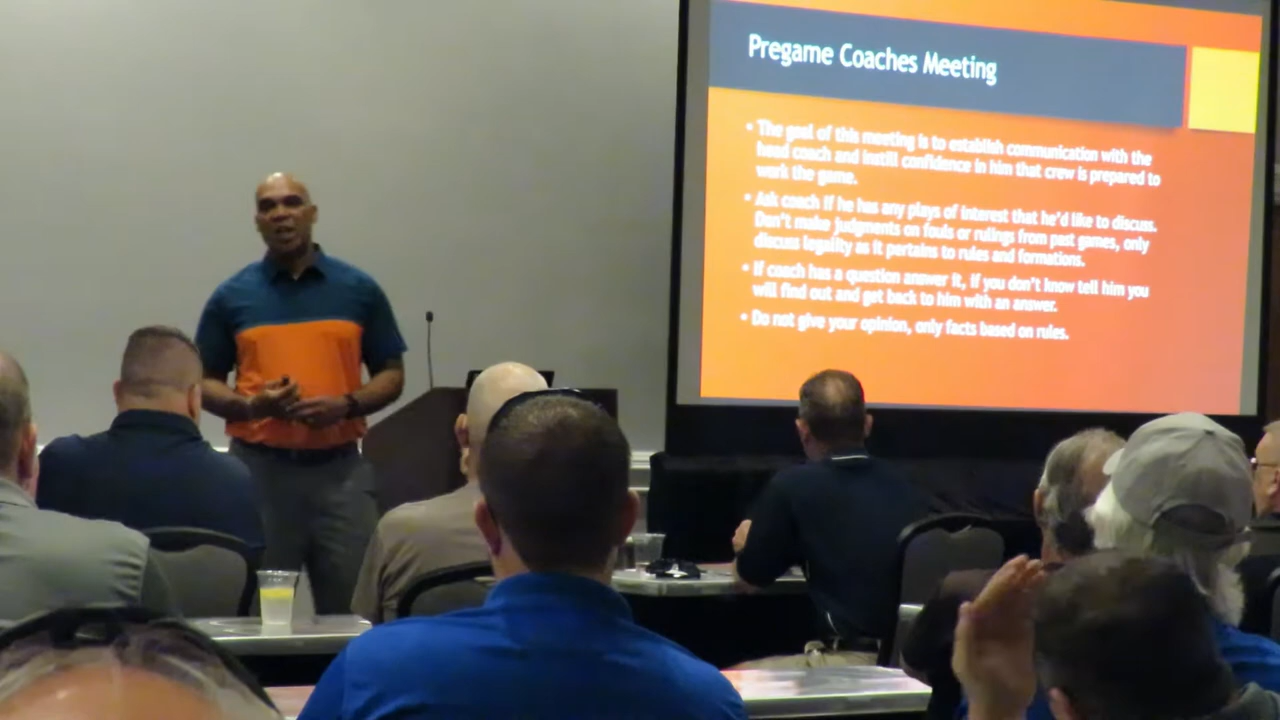 Pregame Coaches Meeting
• The goal of this meeting is to establish communication with the
head coach and instill confidence in him that crew is prepared to
work the game.
• Ask coach if he has any plays of interest that he'd like to discuss.
Don't make judgments on fouls or rulings from past games, only
discuss legality as it pertains to rules and formations.
• If coach has a question answer it, if you don't know tell him you
will find out and get back to him with an answer.
• Do not give your opinion, only facts based on rules.